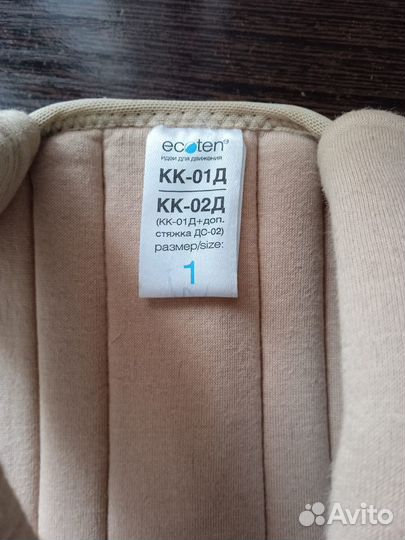 ecoten®
идеи для движения
КК-01Д
КК-02Д
(КК-01Д+доп.
стяжка ДС-02)
размер/size:
1
Avito